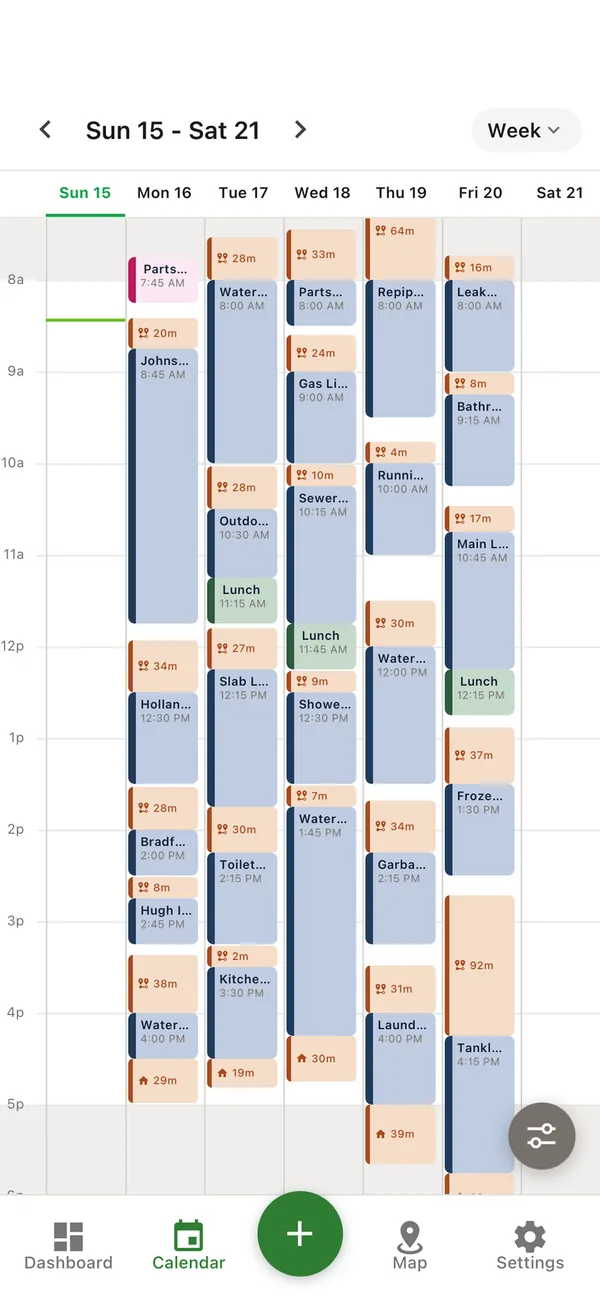 Sun 15 - Sat 21
Week
Sun 15
Mon 16
Tue 17
Wed 18
Thu 19
Fri 20
Sat 21
8a
9a
10a
11a
12p
1p
2p
3p
4p
5p
Parts...
7:45 AM
20m
Johns...
8:45 AM
34m
Hollan...
12:30 PM
28m
Bradf...
2:00 PM
8m
Hugh I...
2:45 PM
38m
Water...
4:00 PM
29m
28m
Water...
8:00 AM
28m
Outdo...
10:30 AM
Lunch
11:15 AM
27m
Slab L...
12:15 PM
30m
Toilet...
2:15 PM
2m
Kitche...
3:30 PM
19m
33m
Parts...
8:00 AM
24m
Gas Li...
9:00 AM
10m
Sewer...
10:15 AM
Lunch
11:45 AM
9m
Showe...
12:30 PM
7m
Water...
1:45 PM
30m
64m
Repip...
8:00 AM
4m
Runni...
10:00 AM
30m
Water...
12:00 PM
34m
Garba...
2:15 PM
31m
Laund...
4:00 PM
39m
16m
Leak...
8:00 AM
8m
Bathr...
9:15 AM
17m
Main L...
10:45 AM
Lunch
12:15 PM
37m
Froze...
1:30 PM
92m
Tankl...
4:15 PM
Dashboard
Calendar
Map
Settings